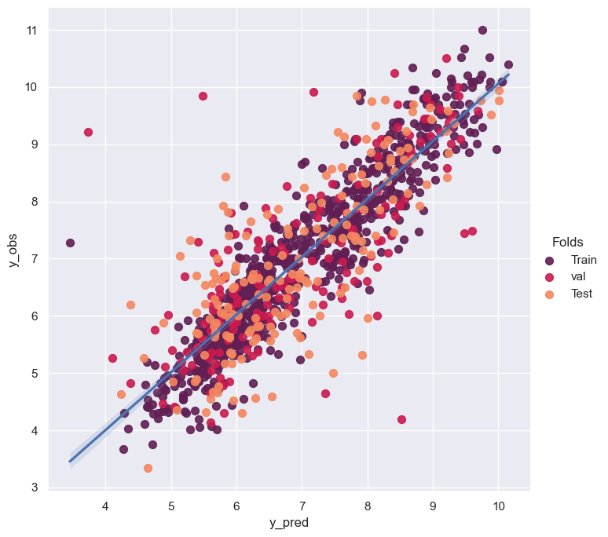 11
10
9
8
7
6
5
4
3
y_obs
4 5 6 7 8 9 10
y_pred
Folds
Train
val
Test